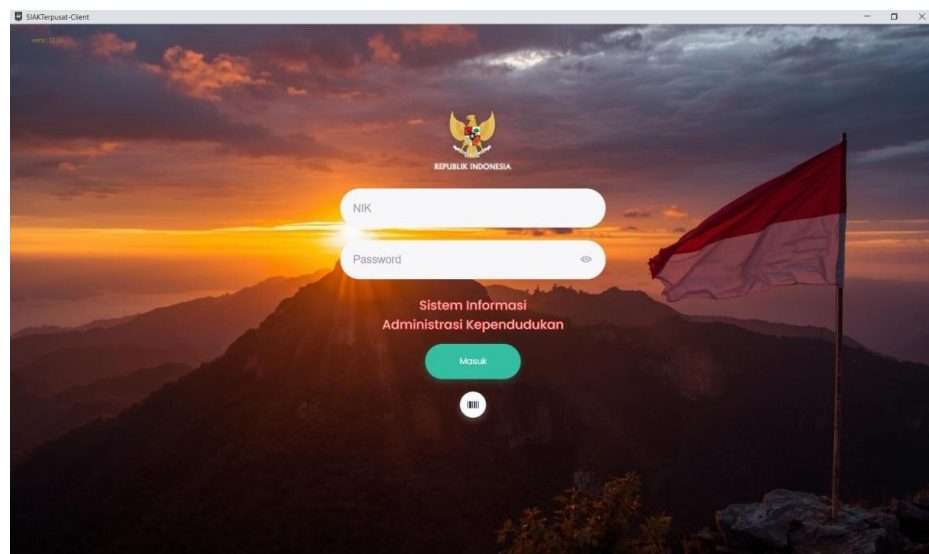 SIAKTerpusat-Client
REPUBLIK INDONESIA
NIK
Password
Sistem Informasi
Administrasi Kependudukan
Masuk